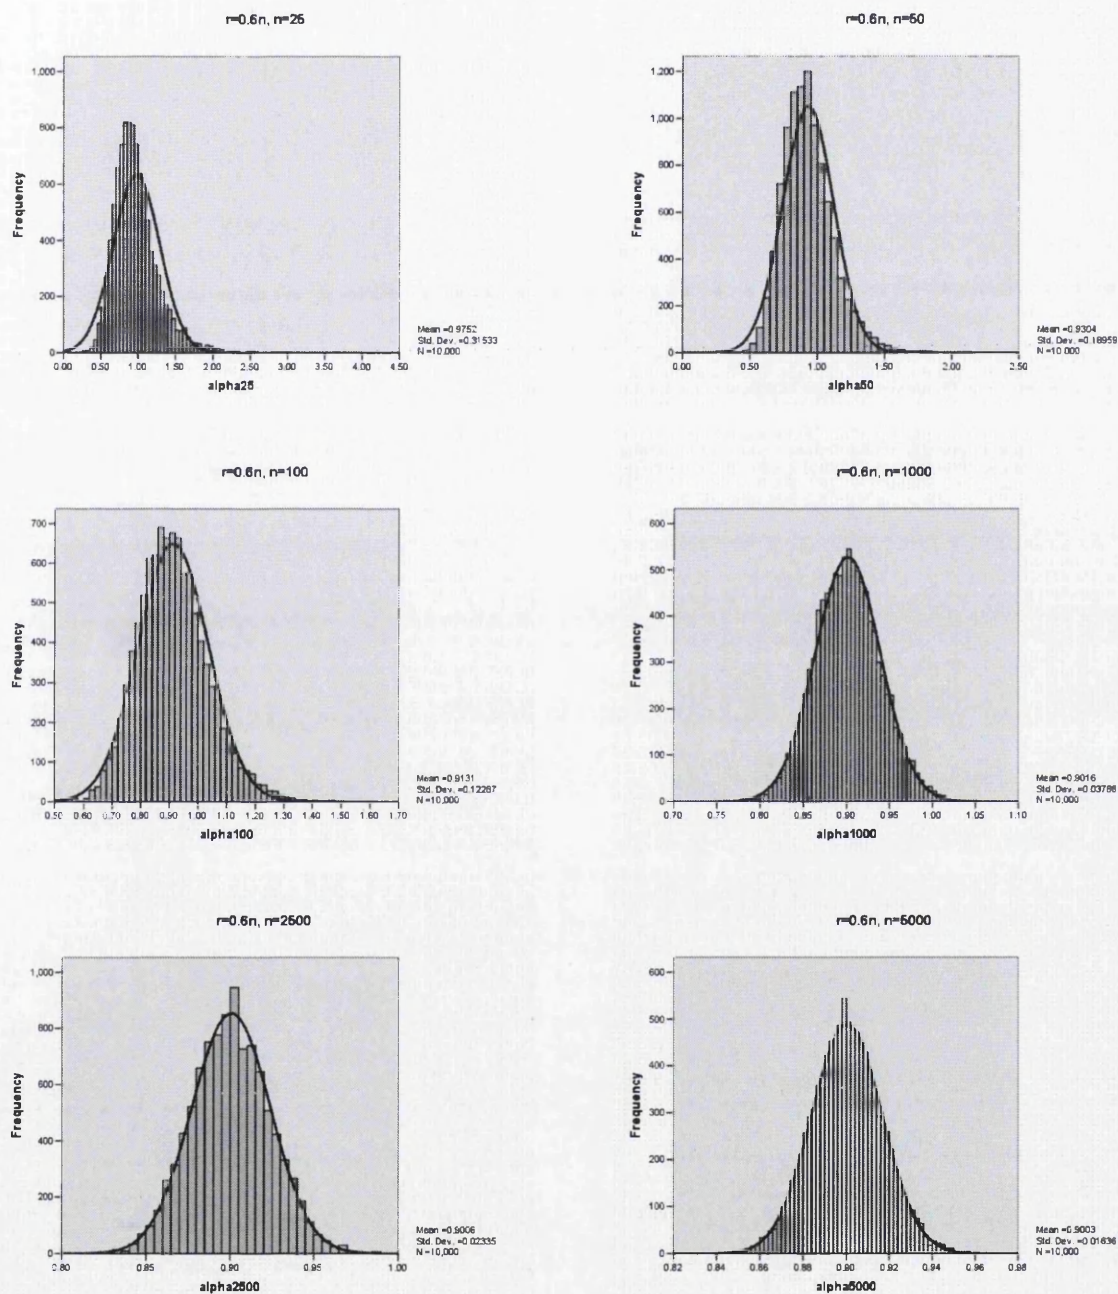 r=0.6n, n=25
1,000
800
600
400
200
0
Frequency
0.00 0.50 1.00 1.50 2.00 2.50 3.00 3.50 4.00 4.50
alpha25
Mean =0.9752
Std. Dev. =0.31533
N =10,000
r=0.6n, n=50
1,200
1,000
800
600
400
200
0
Frequency
0.00 0.50 1.00 1.50 2.00 2.50
alpha50
Mean =0.9304
Std. Dev. =0.18959
N =10,000
r=0.6n, n=100
700
600
500
400
300
200
100
0
Frequency
0.50 0.60 0.70 0.80 0.90 1.00 1.10 1.20 1.30 1.40 1.50 1.60 1.70
alpha100
Mean =0.9131
Std. Dev. =0.12267
N =10,000
r=0.6n, n=1000
600
500
400
300
200
100
0
Frequency
0.70 0.75 0.80 0.85 0.90 0.95 1.00 1.05 1.10
alpha1000
Mean =0.9016
Std. Dev. =0.03786
N =10,000
r=0.6n, n=2500
1,000
800
600
400
200
0
Frequency
0.80 0.85 0.90 0.95 1.00
alpha2500
Mean =0.9006
Std. Dev. =0.02335
N =10,000
r=0.6n, n=5000
600
500
400
300
200
100
0
Frequency
0.82 0.84 0.86 0.88 0.90 0.92 0.94 0.96 0.98
alpha5000
Mean =0.9003
Std. Dev. =0.01636
N =10,000